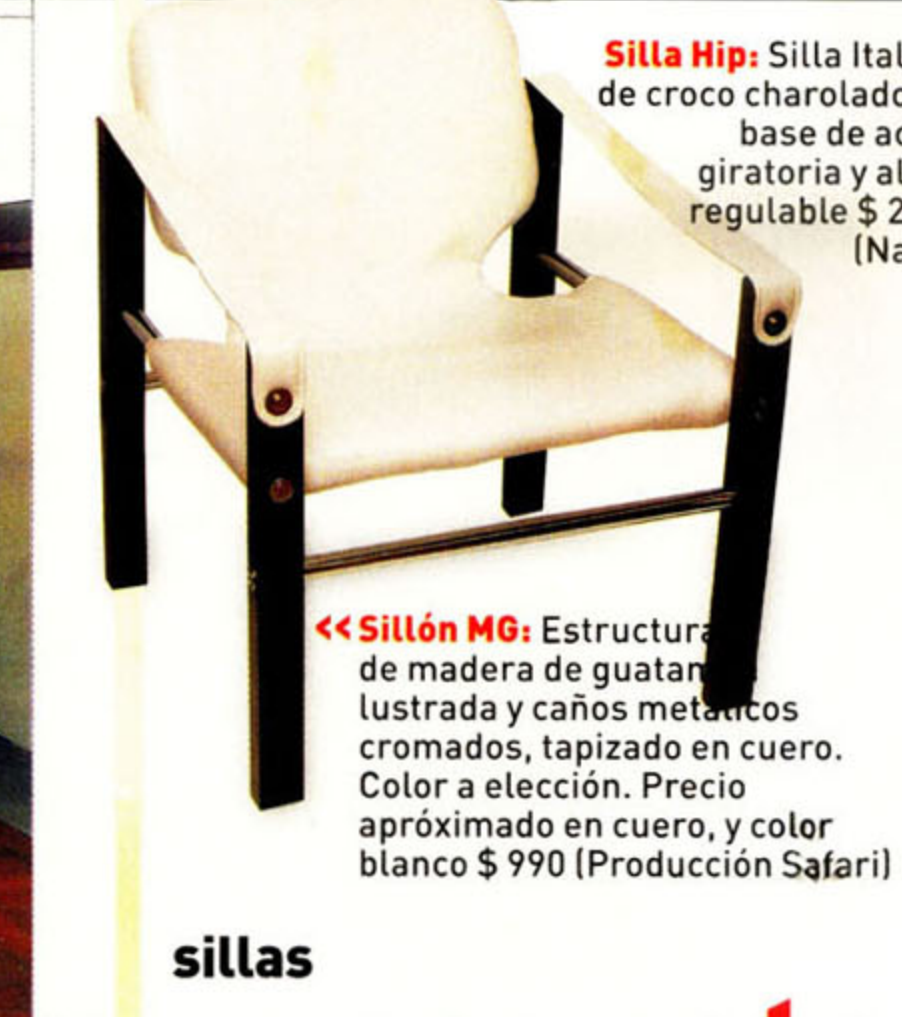 Silla Hip: Silla Ital
de croco charolado
base de ac
giratoria y al
regulable $ 2
(Na
<< Sillón MG: Estructura
de madera de
lustrada y caños metálicos
cromados, tapizado en cuero.
Color a elección. Precio
apróximado en cuero, y color
blanco $ 990 (Producción Safari)
sillas